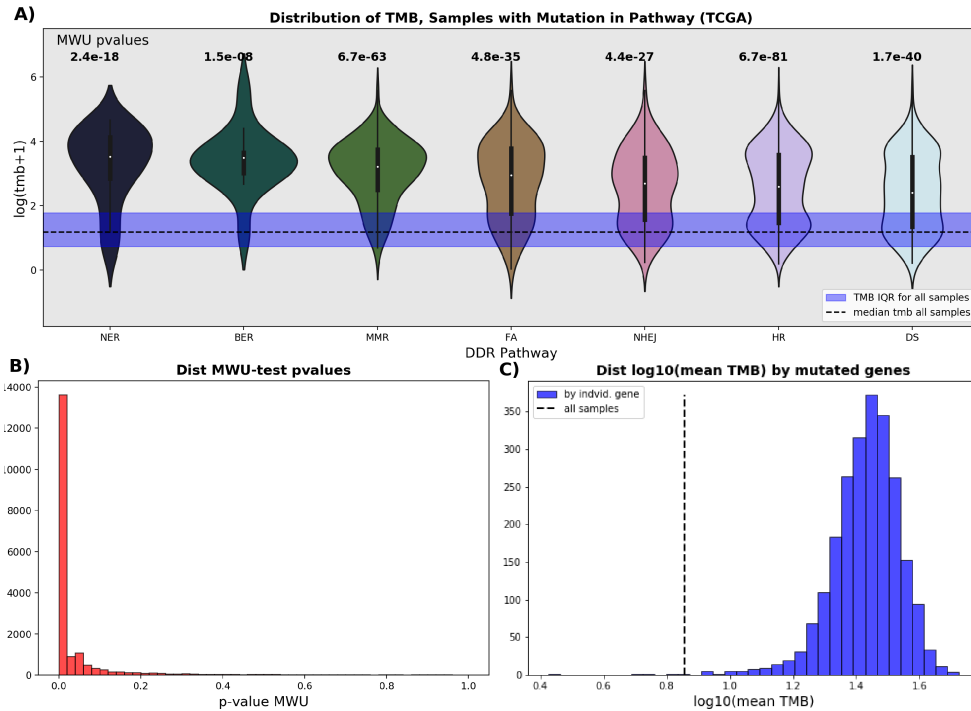 A)
Distribution of TMB, Samples with Mutation in Pathway (TCGA)
MWU pvalues
2.4e-18 1.5e-08 6.7e-63 4.8e-35 4.4e-27 6.7e-81 1.7e-40
log(tmb+1)
6
4
2
0
TMB IQR for all samples
median tmb all samples
NER BER MMR FA NHEJ HR DS
DDR Pathway
B)
Dist MWU-test pvalues
14000
12000
10000
8000
6000
4000
2000
0
0.0 0.2 0.4 0.6 0.8 1.0
p-value MWU
C)
Dist log10(mean TMB) by mutated genes
by indvid. gene
all samples
350
300
250
200
150
100
50
0
0.4 0.6 0.8 1.0 1.2 1.4 1.6
log10(mean TMB)